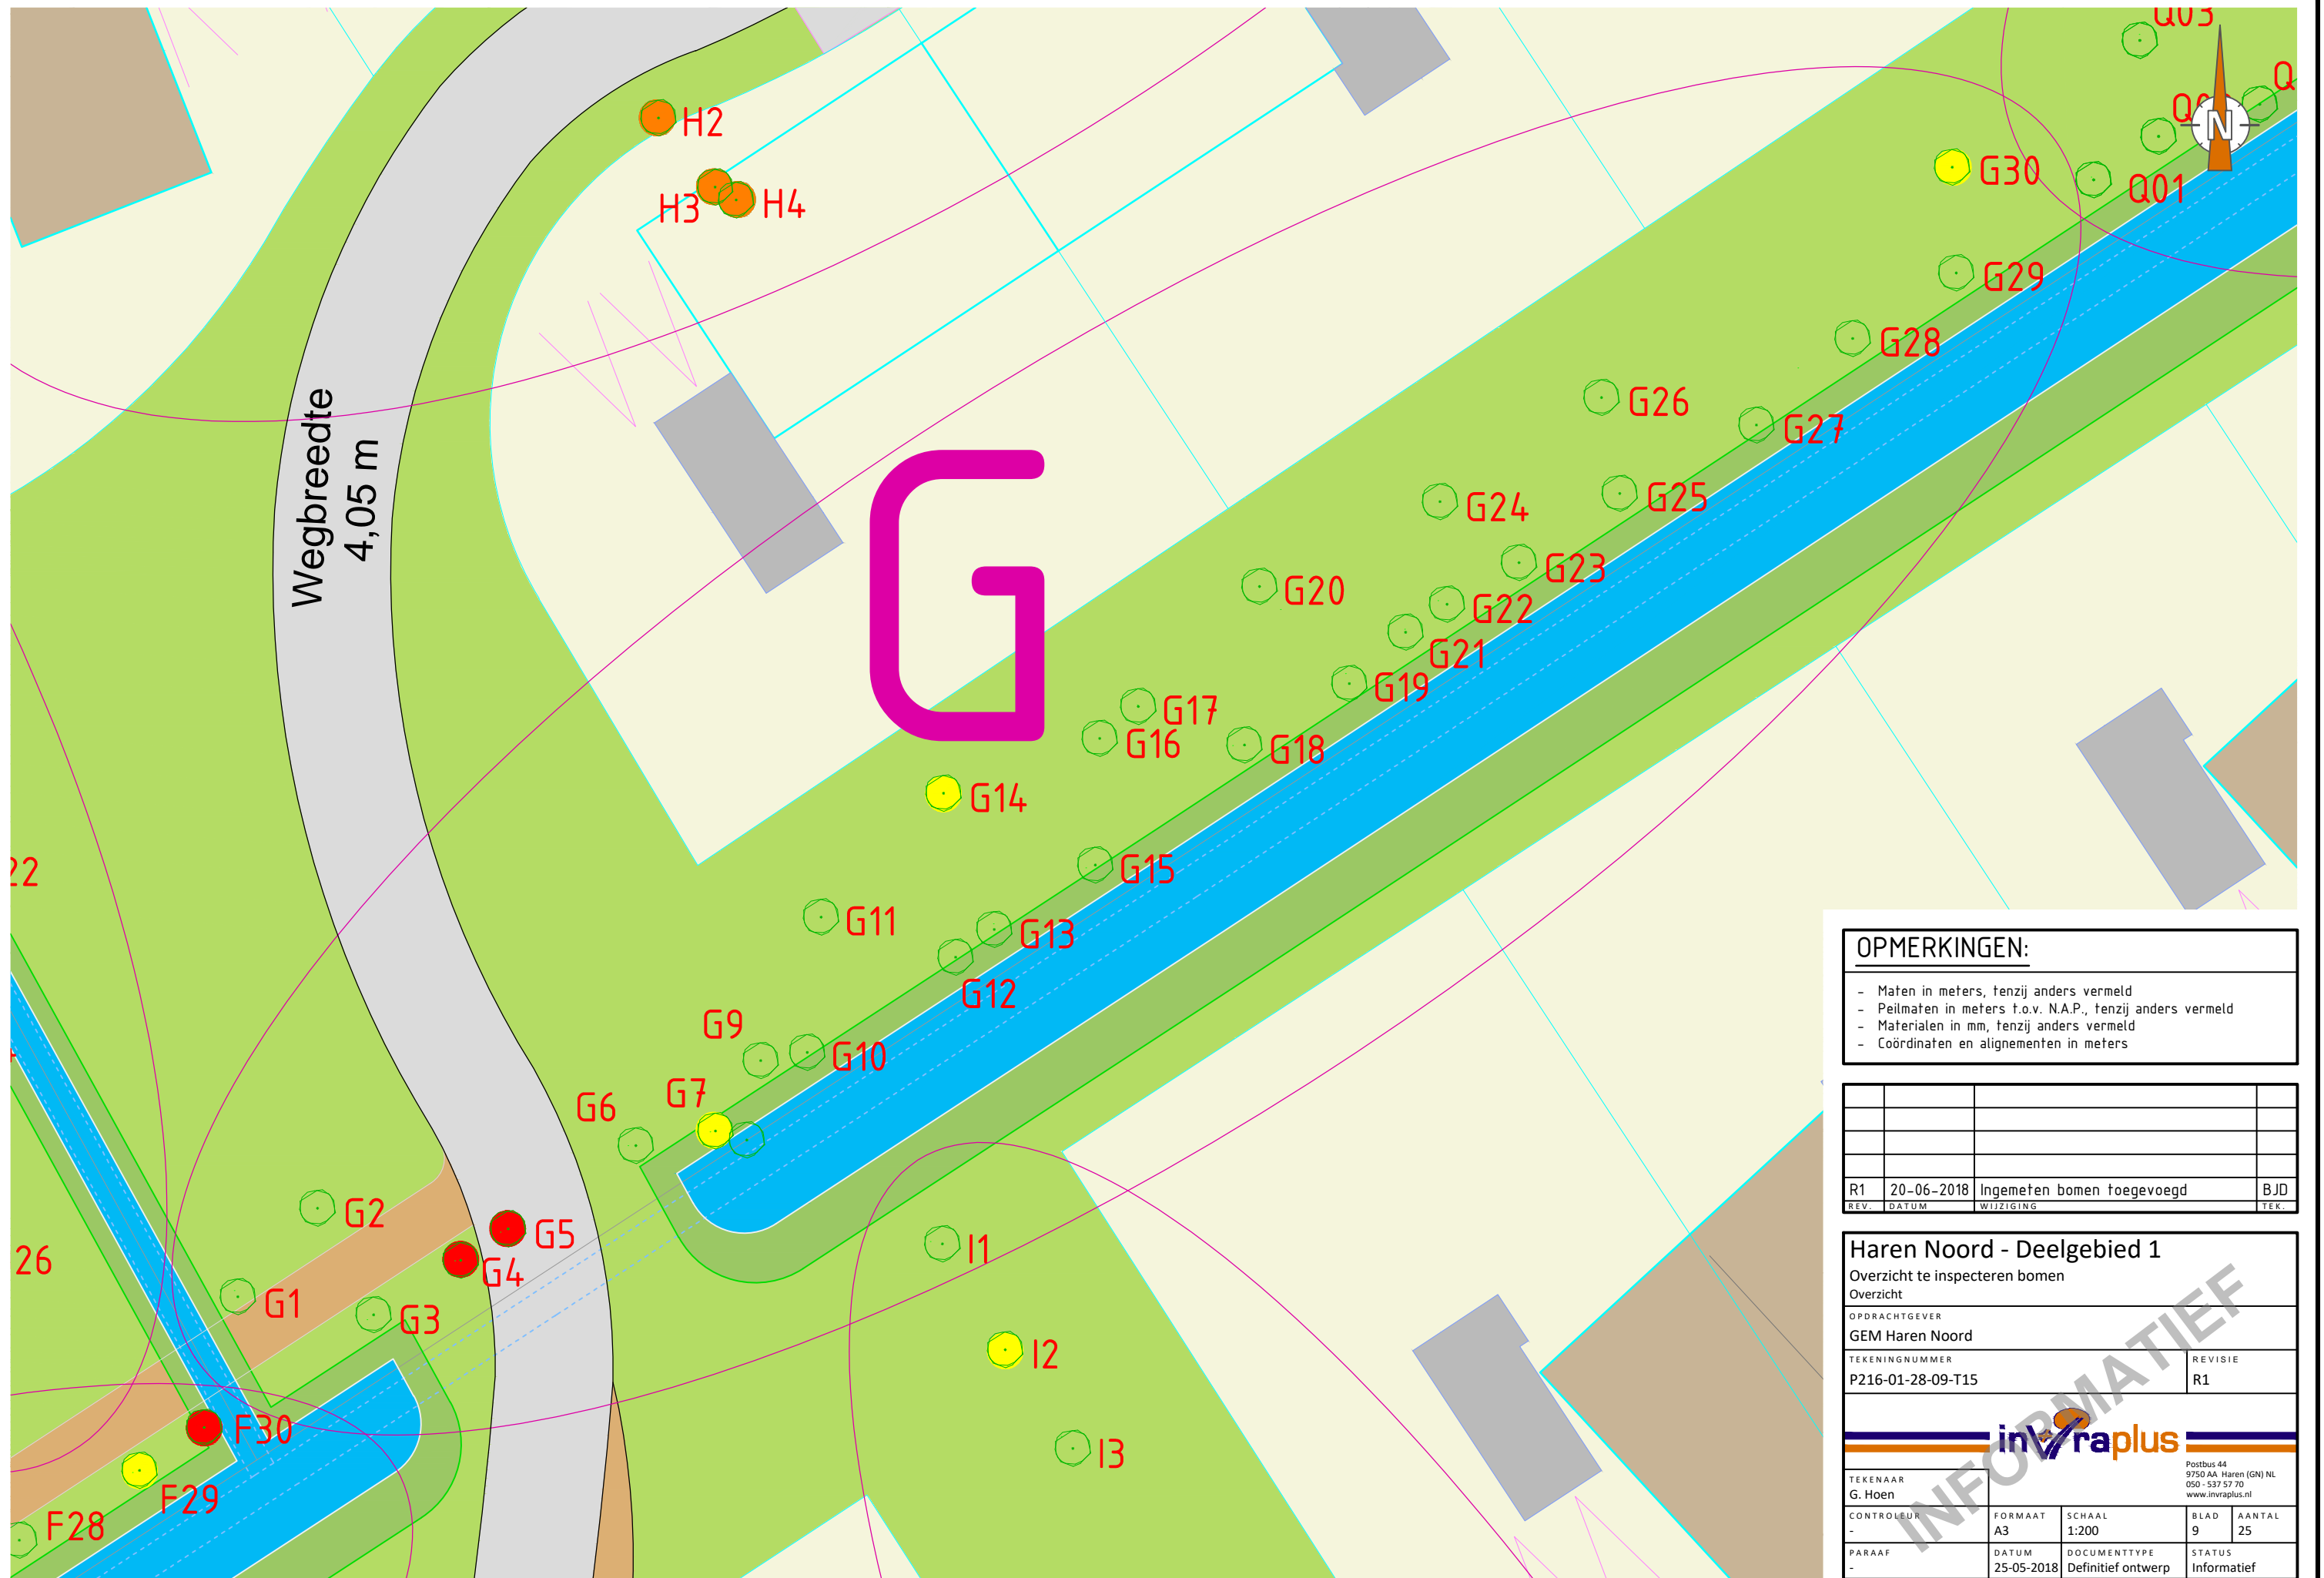 Q03
Q
N
H2
H3
H4
G30
Q01
G29
G28
Wegbreedte
4,05 m
G26
G27
G
G24
G25
G20
G23
G22
G21
G19
G17
G16
G18
G14
G15
22
G11
G13
G12
G9
G10
G7
G6
G2
G5
G4
26
G1
G3
I1
I2
I3
F30
F29
F28
OPMERKINGEN:
- Maten in meters, tenzij anders vermeld
- Peilmaten in meters t.o.v. N.A.P., tenzij anders vermeld
- Materialen in mm, tenzij anders vermeld
- Coördinaten en alignementen in meters
R1 20-06-2018 Ingemeten bomen toegevoegd BJD
REV. DATUM WIJZIGING TEK.
Haren Noord - Deelgebied 1
Overzicht te inspecteren bomen
Overzicht
OPDRACHTGEVER
GEM Haren Noord
TEKENINGNUMMER REVISIE
P216-01-28-09-T15 R1
invraplus
Postbus 44
9750 AA Haren (GN) NL
050 - 537 57 70
www.invraplus.nl
TEKENAAR
G. Hoen
CONTROLEUR FORMAAT SCHAAL BLAD AANTAL
- A3 1:200 9 25
PARAAF DATUM DOCUMENTTYPE STATUS
- 25-05-2018 Definitief ontwerp Informatief
INFORMATIEF